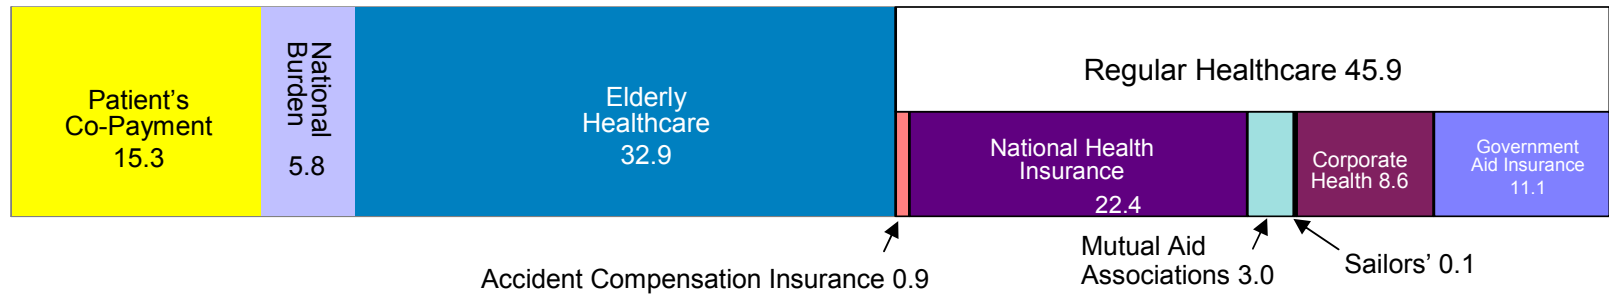 Patient’s
Co-Payment
15.3
National
Burden
5.8
Elderly
Healthcare
32.9
Regular Healthcare 45.9
National Health
Insurance
22.4
Corporate
Health 8.6
Government
Aid Insurance
11.1
Accident Compensation Insurance 0.9
Mutual Aid
Associations 3.0
Sailors’ 0.1